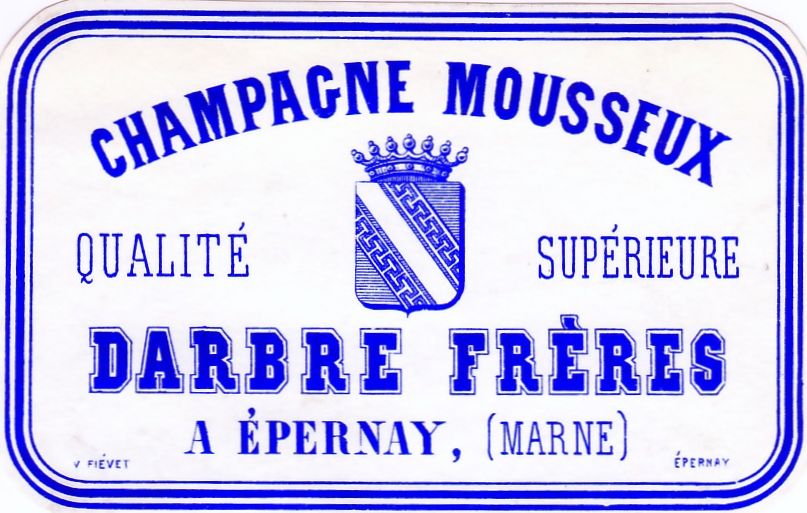 CHAMPAGNE MOUSSEUX
QUALITÉ SUPÉRIEURE
DARBRE FRÈRES
A ÉPERNAY, (MARNE)
V FIÉVET ÉPERNAY